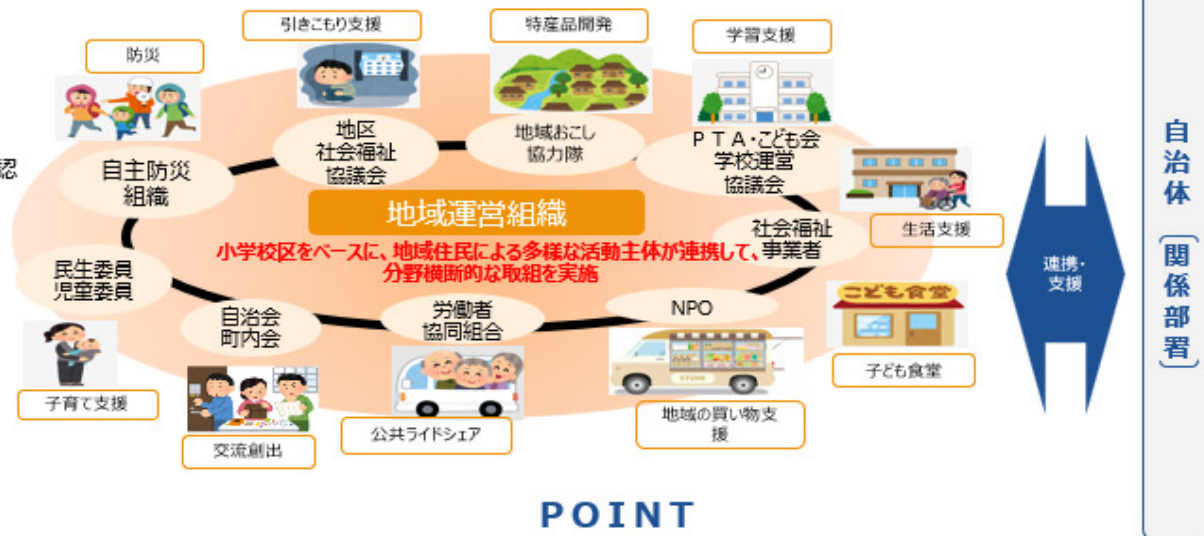 引きこもり支援
特産品開発
学習支援
防災
認
地区
社会福祉
協議会
地域おこし
協力隊
PTA・こども会
学校運営
協議会
自主防災
組織
地域運営組織
小学校区をベースに、地域住民による多様な活動主体が連携して、
分野横断的な取組を実施
社会福祉
事業者
生活支援
民生委員
児童委員
自治会
町内会
労働者
協同組合
NPO
こども食堂
STORE
子育て支援
交流創出
公共ライドシェア
地域の買い物支
援
子ども食堂
連携・
支援
自治体〔関係部署〕
POINT